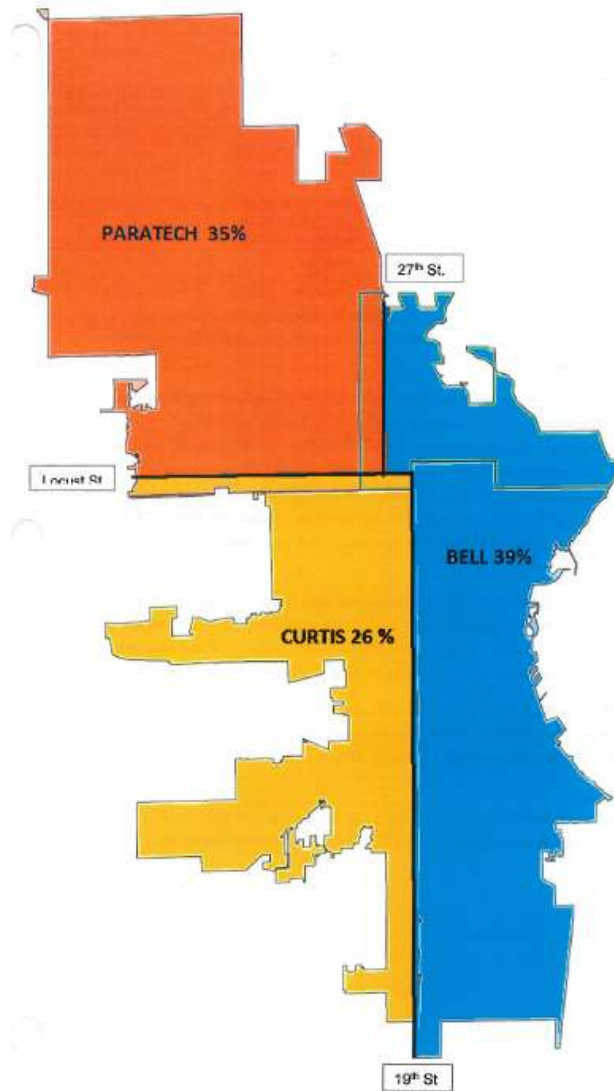 PARATECH 35%
27th St.
Locust St.
BELL 39%
CURTIS 26 %
19th St